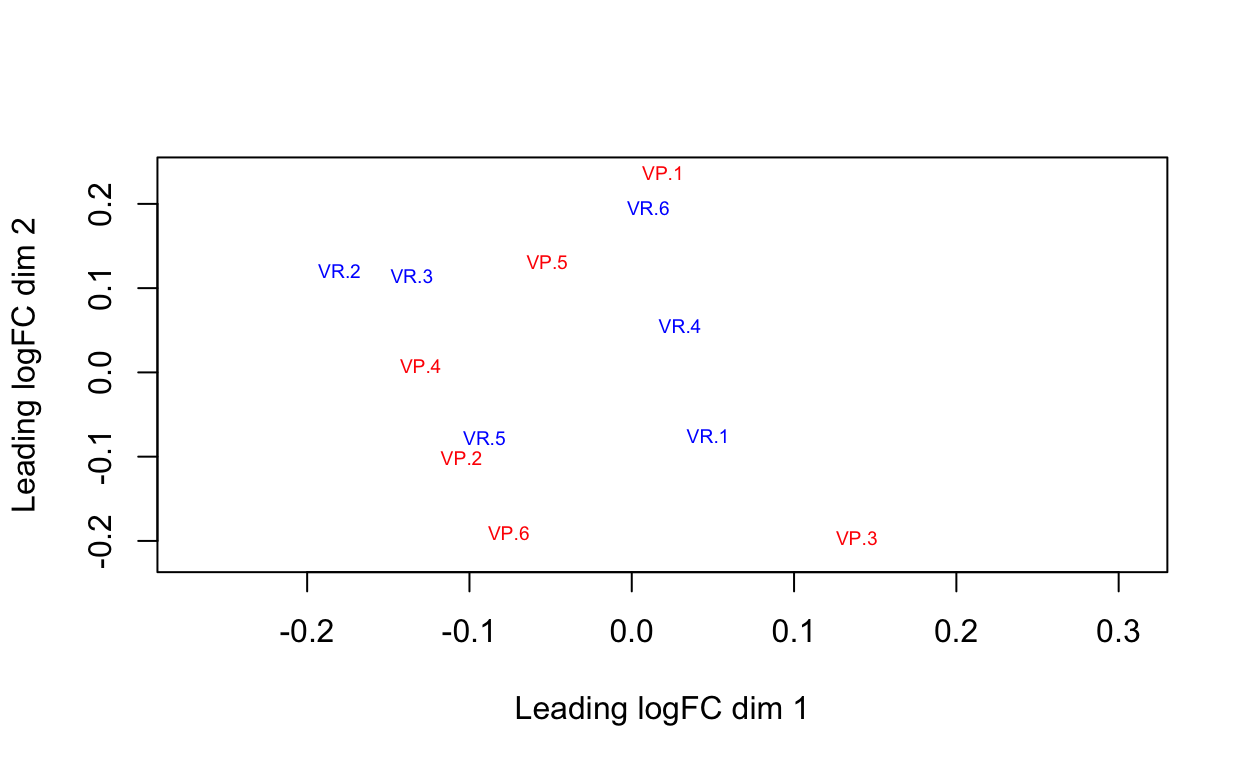 VP.1
0.2
VR.6
VP.5
VR.2
VR.3
0.1
VR.4
Leading logFC dim 2
VP.4
0.0
VR.5
VR.1
-0.1
VP.2
VP.6
VP.3
-0.2
-0.2 -0.1 0.0 0.1 0.2 0.3
Leading logFC dim 1